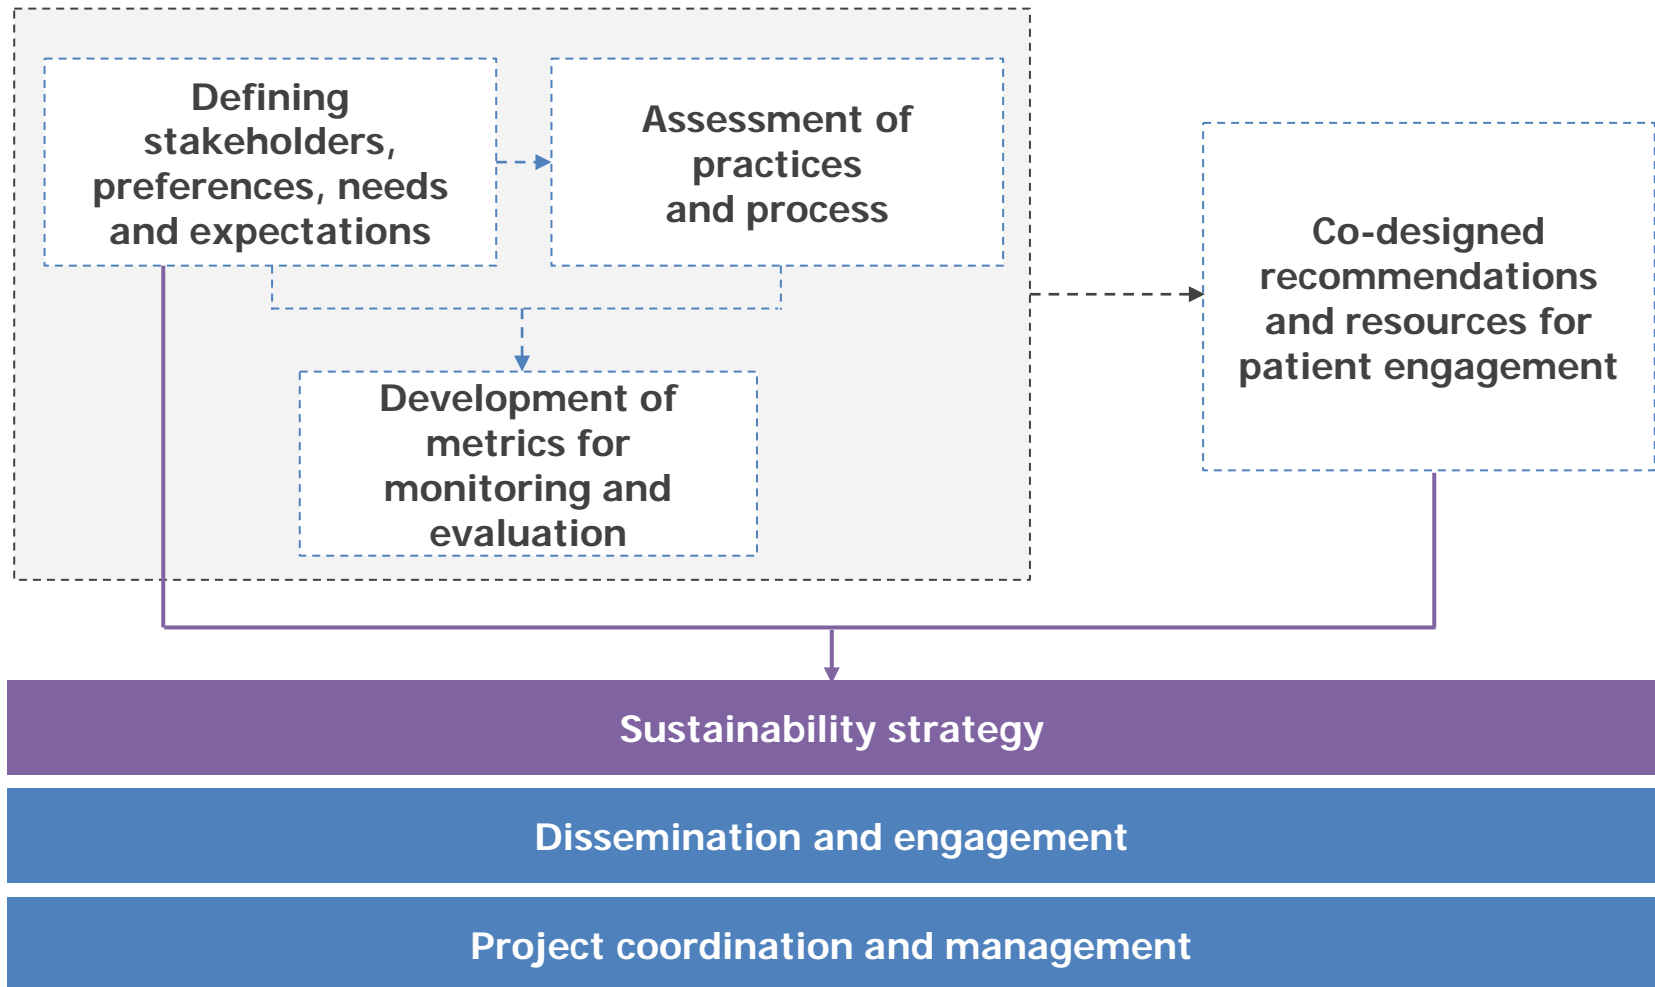 Defining
stakeholders,
preferences, needs
and expectations
Assessment of
practices
and process
Development of
metrics for
monitoring and
evaluation
Co-designed
recommendations
and resources for
patient engagement
Sustainability strategy
Dissemination and engagement
Project coordination and management